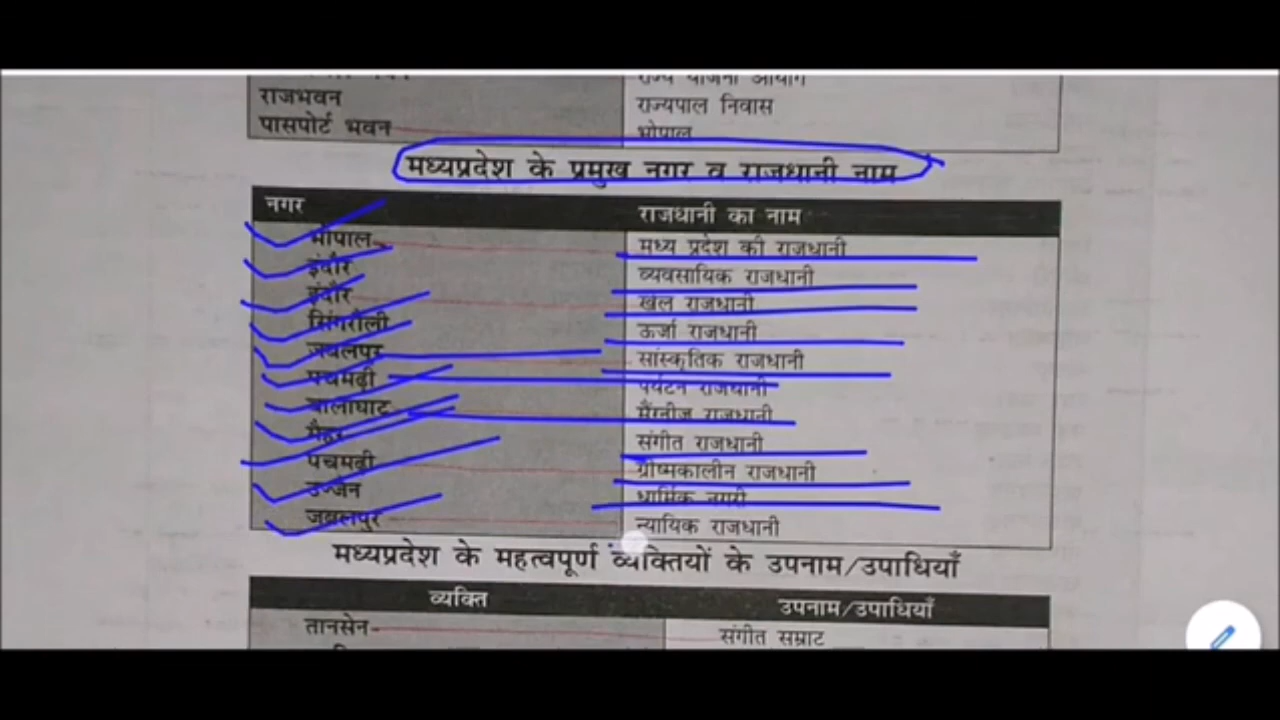 राज्य योजना आयोग
राजभवन राज्यपाल निवास
पासपोर्ट भवन भोपाल
मध्यप्रदेश के प्रमुख नगर व राजधानी नाम
नगर राजधानी का नाम
भोपाल मध्य प्रदेश की राजधानी
इंदौर व्यवसायिक राजधानी
इंदौर खेल राजधानी
सिंगरौली ऊर्जा राजधानी
जबलपुर सांस्कृतिक राजधानी
पचमढ़ी पर्यटन राजधानी
बालाघाट मैंग्नीज राजधानी
मैहर संगीत राजधानी
पचमढ़ी ग्रीष्मकालीन राजधानी
उज्जैन धार्मिक नगरी
जबलपुर न्यायिक राजधानी
मध्यप्रदेश के महत्वपूर्ण व्यक्तियों के उपनाम/उपाधियाँ
व्यक्ति उपनाम/उपाधियाँ
तानसेन संगीत सम्राट